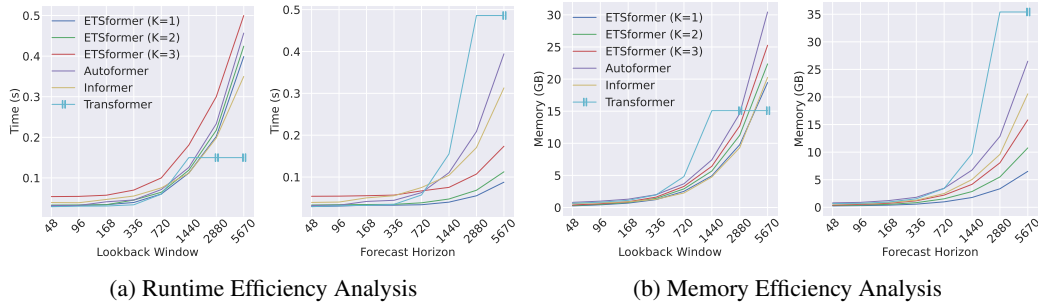 ETSformer (K=1)
ETSformer (K=2)
ETSformer (K=3)
Autoformer
Informer
Transformer
Time (s)
0.5
0.4
0.3
0.2
0.1
48 96 168 336 720 1440 2880 5670
Lookback Window
Time (s)
0.5
0.4
0.3
0.2
0.1
48 96 168 336 720 1440 2880 5670
Forecast Horizon
(a) Runtime Efficiency Analysis
ETSformer (K=1)
ETSformer (K=2)
ETSformer (K=3)
Autoformer
Informer
Transformer
Memory (GB)
30
25
20
15
10
5
0
48 96 168 336 720 1440 2880 5670
Lookback Window
Memory (GB)
35
30
25
20
15
10
5
0
48 96 168 336 720 1440 2880 5670
Forecast Horizon
(b) Memory Efficiency Analysis